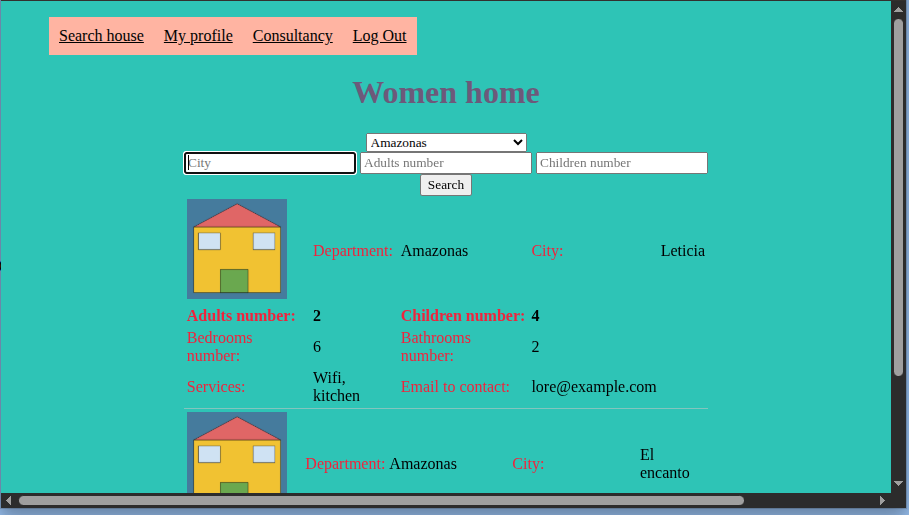 Search house My profile Consultancy Log Out
Women home
Amazonas
City Adults number Children number
Search
Department: Amazonas City: Leticia
Adults number: 2 Children number: 4
Bedrooms number: 6 Bathrooms number: 2
Services: Wifi, kitchen Email to contact: lore@example.com
Department: Amazonas City: El encanto